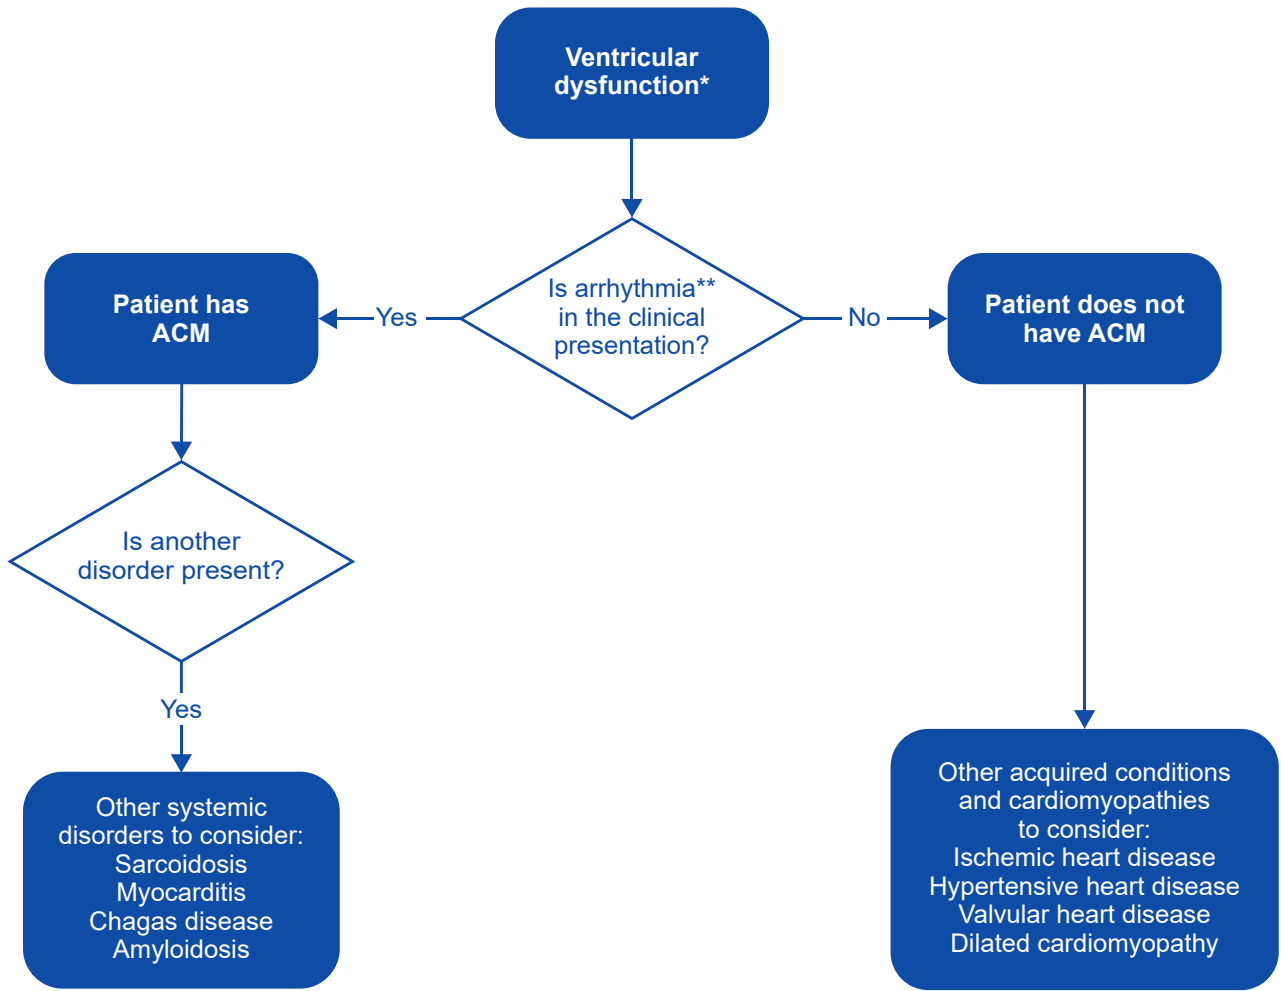 Ventricular
dysfunction*
Is arrhythmia**
in the clinical
presentation?
Yes
No
Patient has
ACM
Patient does not
have ACM
Is another
disorder present?
Yes
Other systemic
disorders to consider:
Sarcoidosis
Myocarditis
Chagas disease
Amyloidosis
Other acquired conditions
and cardiomyopathies
to consider:
Ischemic heart disease
Hypertensive heart disease
Valvular heart disease
Dilated cardiomyopathy